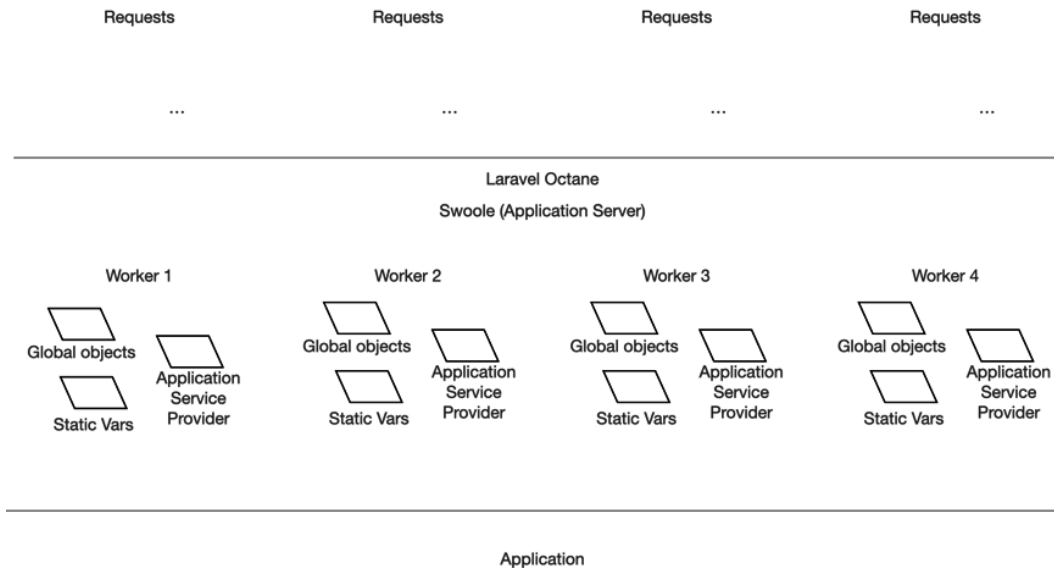 Requests
Requests
Requests
Requests
...
...
...
...
Laravel Octane
Swoole (Application Server)
Worker 1
Global objects
Application
Service
Provider
Static Vars
Worker 2
Global objects
Application
Service
Provider
Static Vars
Worker 3
Global objects
Application
Service
Provider
Static Vars
Worker 4
Global objects
Application
Service
Provider
Static Vars
Application